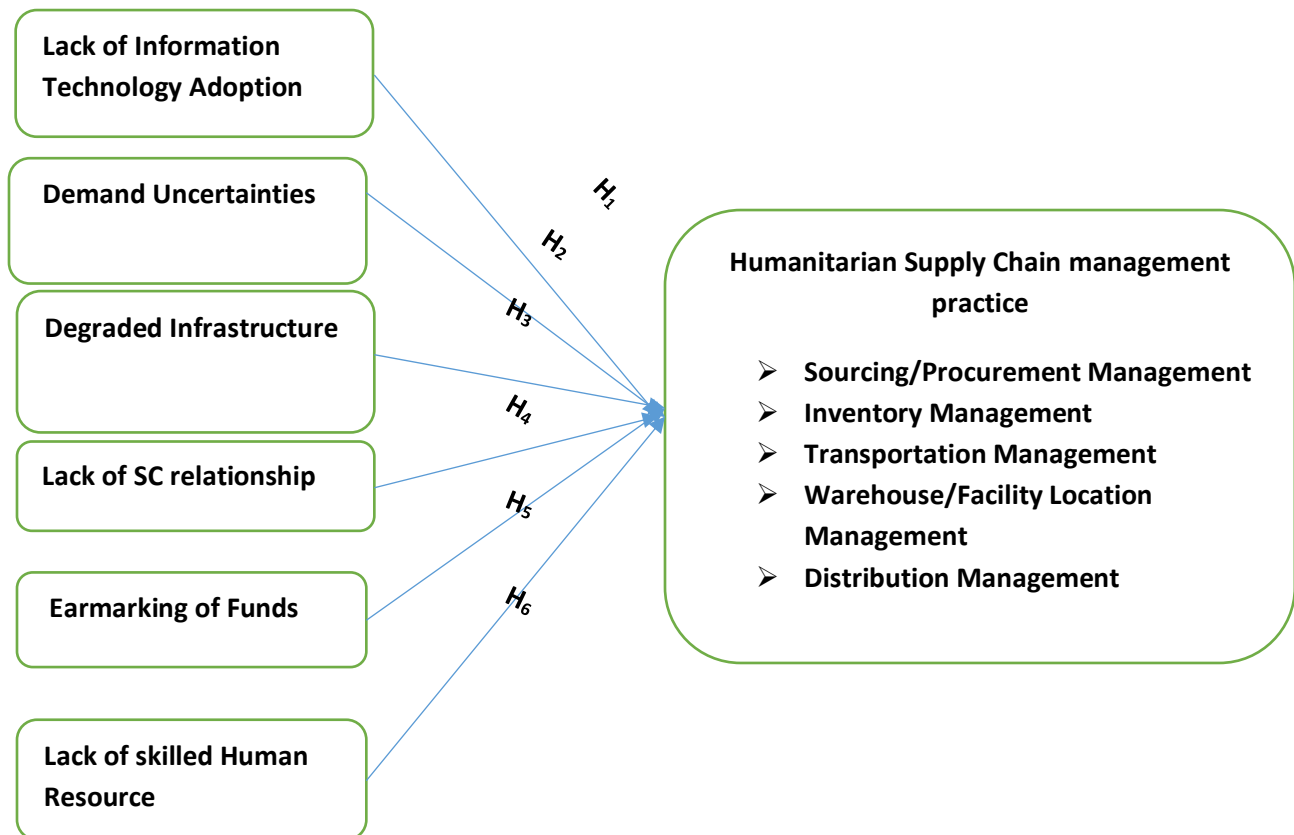 Lack of Information
Technology Adoption
Demand Uncertainties
Degraded Infrastructure
Lack of SC relationship
Earmarking of Funds
Lack of skilled Human
Resource
H₁
H₂
H₃
H₄
H₅
H₆
Humanitarian Supply Chain management
practice
➢ Sourcing/Procurement Management
➢ Inventory Management
➢ Transportation Management
➢ Warehouse/Facility Location
Management
➢ Distribution Management